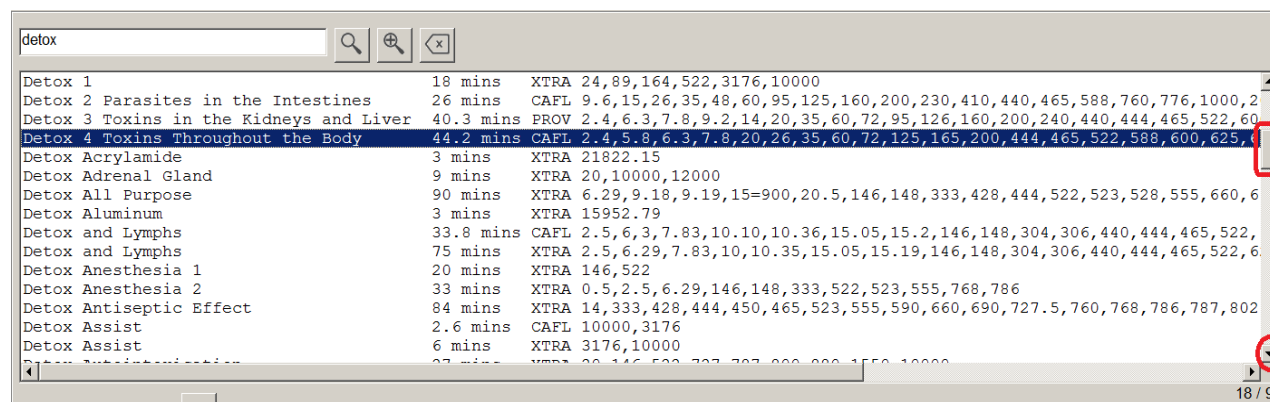 detox
Detox 1 18 mins XTRA 24,89,164,522,3176,10000
Detox 2 Parasites in the Intestines 26 mins CAFL 9.6,15,26,35,48,60,95,125,160,200,230,410,440,465,588,760,776,1000,2
Detox 3 Toxins in the Kidneys and Liver 40.3 mins PROV 2.4,6.3,7.8,9.2,14,20,35,60,72,95,126,160,200,240,440,444,465,522,60
Detox 4 Toxins Throughout the Body 44.2 mins CAFL 2.4,5.8,6.3,7.8,20,26,35,60,72,125,165,200,444,465,522,588,600,625,6
Detox Acrylamide 3 mins XTRA 21822.15
Detox Adrenal Gland 9 mins XTRA 20,10000,12000
Detox All Purpose 90 mins XTRA 6.29,9.18,9.19,15=900,20.5,146,148,333,428,444,522,523,528,555,660,6
Detox Aluminum 3 mins XTRA 15952.79
Detox and Lymphs 33.8 mins CAFL 2.5,6,3,7.83,10.10,10.36,15.05,15.2,146,148,304,306,440,444,465,522,
Detox and Lymphs 75 mins XTRA 2.5,6.29,7.83,10,10.35,15.05,15.19,146,148,304,306,440,444,465,522,6
Detox Anesthesia 1 20 mins XTRA 146,522
Detox Anesthesia 2 33 mins XTRA 0.5,2.5,6.29,146,148,333,522,523,555,768,786
Detox Antiseptic Effect 84 mins XTRA 14,333,428,444,450,465,523,555,590,660,690,727.5,760,768,786,787,802
Detox Assist 2.6 mins CAFL 10000,3176
Detox Assist 6 mins XTRA 3176,10000
18 / 9